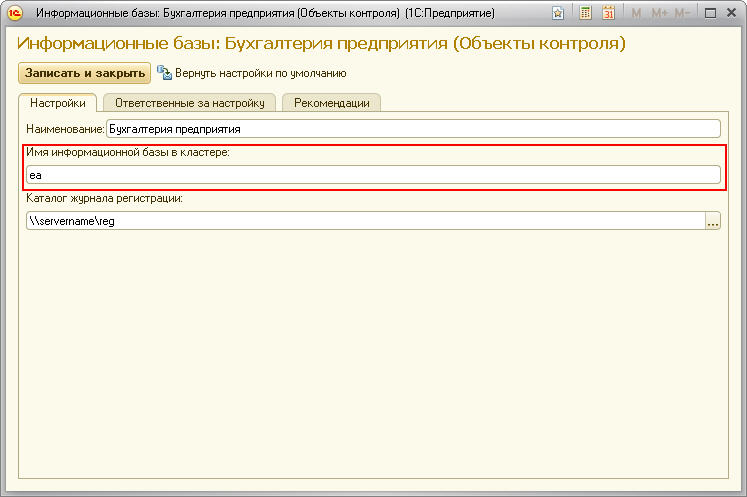 Информационные базы: Бухгалтерия предприятия (Объекты контроля) (1С:Предприятие)
M M+ M-
31
Информационные базы: Бухгалтерия предприятия (Объекты контроля)
Записать и закрыть Вернуть настройки по умолчанию
Настройки Ответственные за настройку Рекомендации
Наименование: Бухгалтерия предприятия
Имя информационной базы в кластере:
ea
Каталог журнала регистрации:
\\servername\reg ...